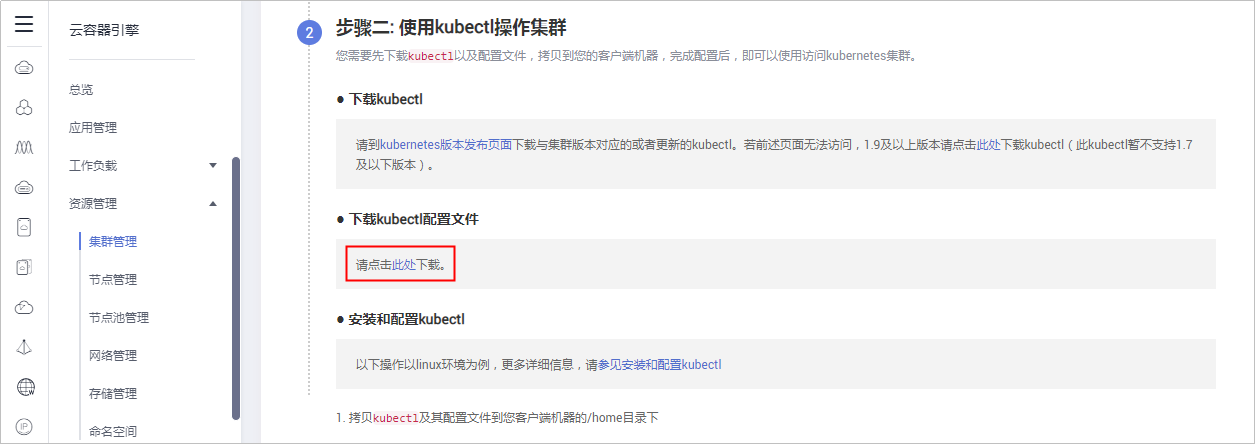 云容器引擎
总览
应用管理
工作负载
资源管理
集群管理
节点管理
节点池管理
网络管理
存储管理
命名空间
W
IP
2
步骤二: 使用kubectl操作集群
您需要先下载kubectl以及配置文件，拷贝到您的客户端机器，完成配置后，即可以使用访问kubernetes集群。
● 下载kubectl
请到kubernetes版本发布页面下载与集群版本对应的或者更新的kubectl。若前述页面无法访问，1.9及以上版本请点击此处下载kubectl（此kubectl暂不支持1.7
及以下版本）。
● 下载kubectl配置文件
请点击此处下载。
● 安装和配置kubectl
以下操作以linux环境为例，更多详细信息，请参见安装和配置kubectl
1. 拷贝kubectl及其配置文件到您客户端机器的/home目录下